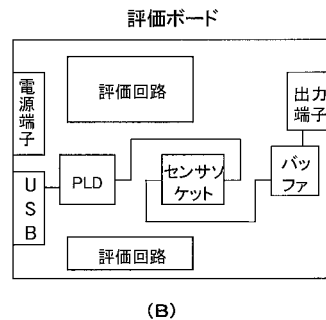 評価ボード
電源端子
評価回路
出力
端子
USB
PLD
センサソ
ケット
バッ
ファ
評価回路
(B)